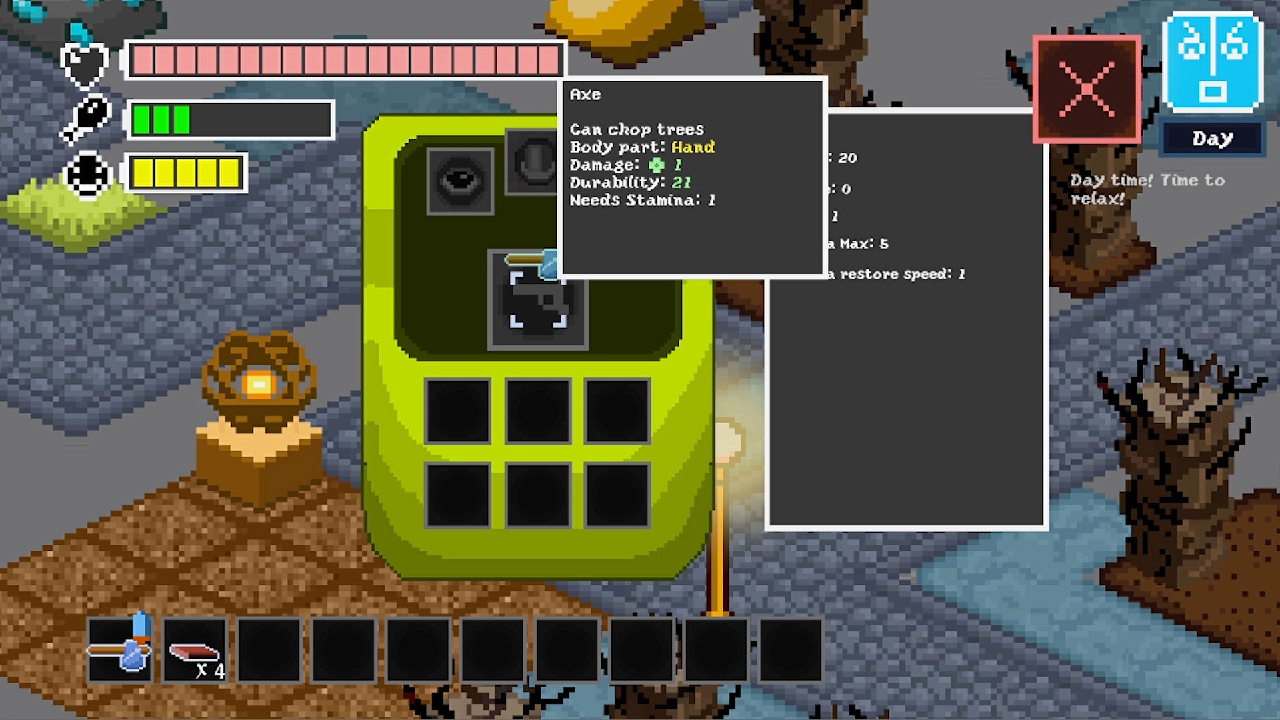 Axe
Can chop trees
Body part: Hand
Damage: 1
Durability: 21
Needs Stamina: 1
: 20
: 0
1
a Max: 5
a restore speed: 1
Day
Day time! Time to
relax!
x 4